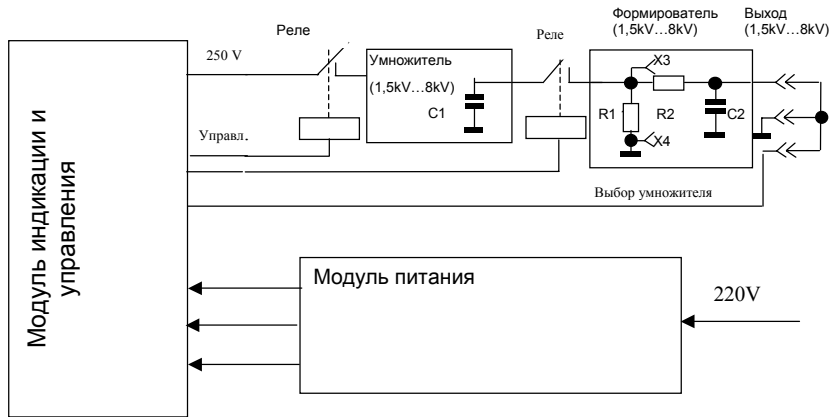 Формирователь
(1,5kV…8kV)
Выход
(1,5kV…8kV)
Реле
Реле
250 V
Умножитель
(1,5kV…8kV)
C1
X3
R1
R2
C2
X4
Управл.
Выбор умножителя
Модуль индикации и
управления
Модуль питания
220V